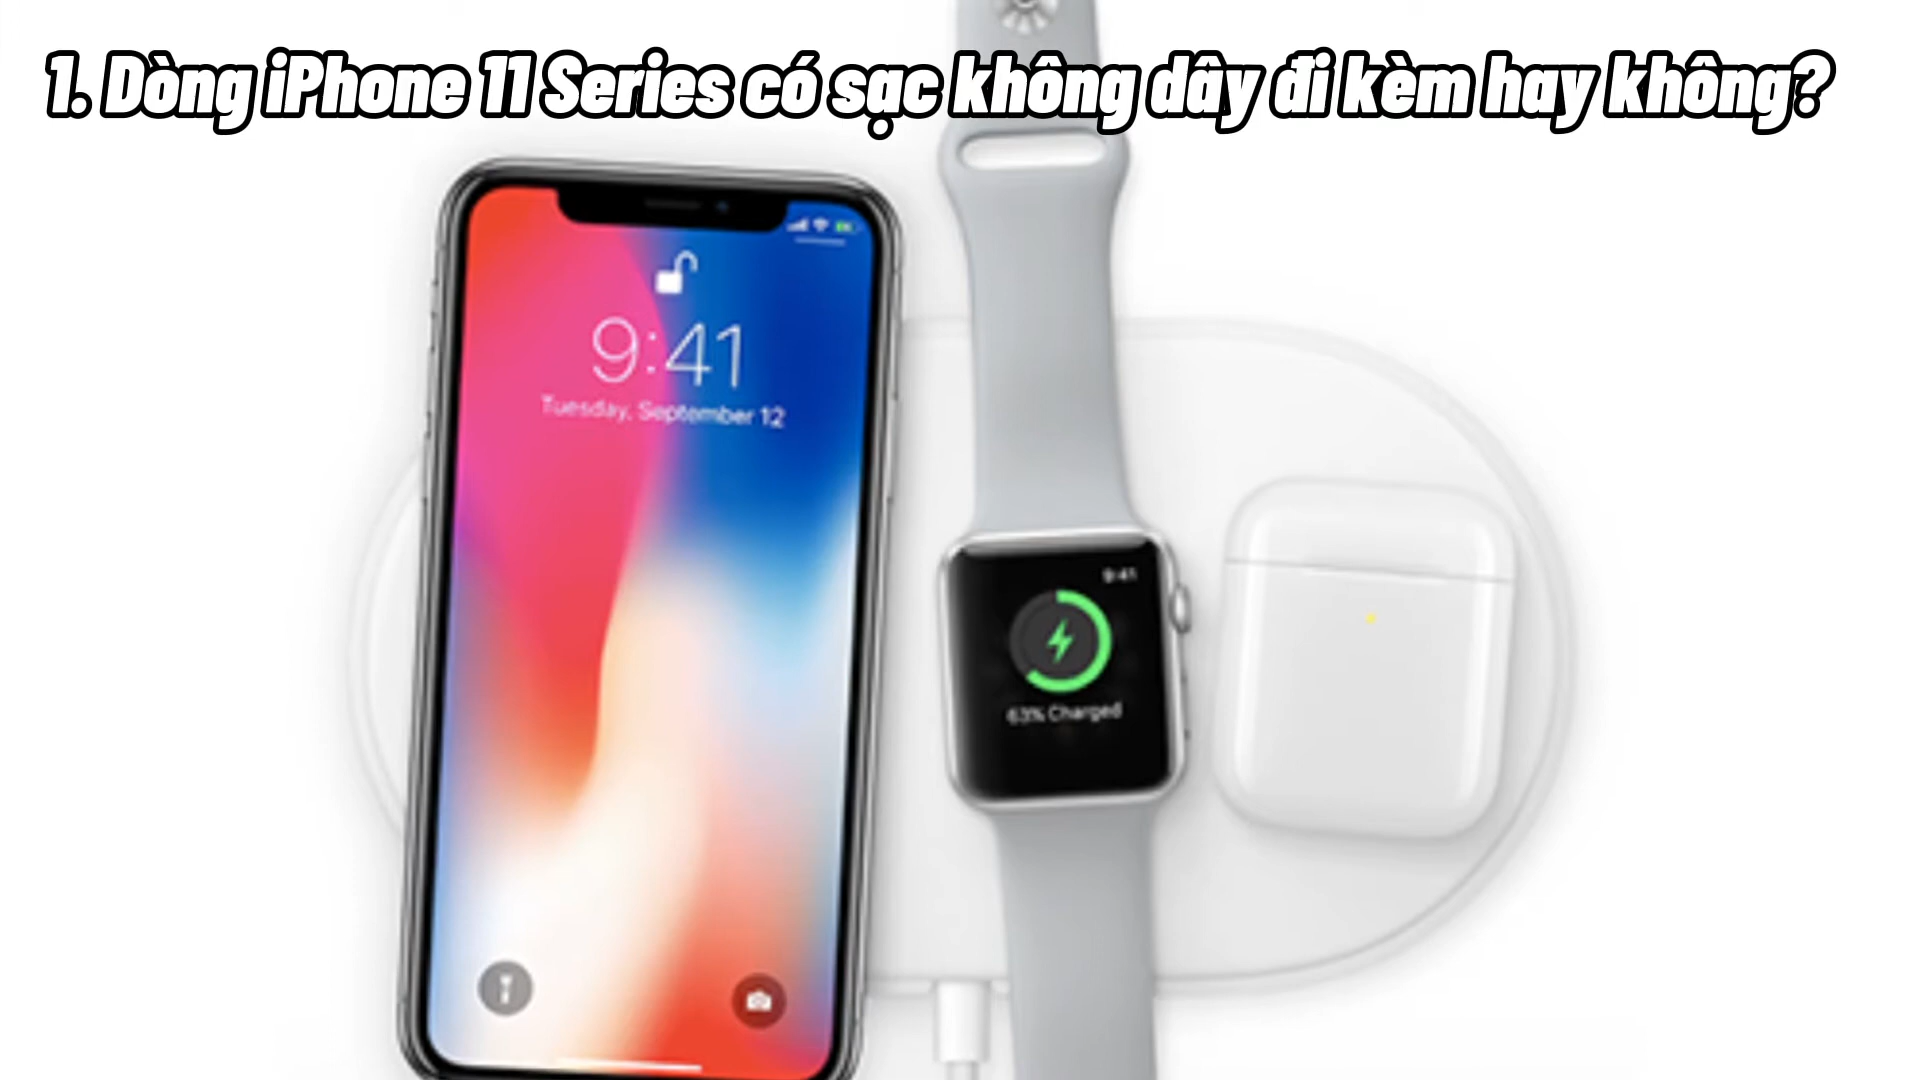 1. Dòng iPhone 11 Series có sạc không dây đi kèm hay không?
9:41
Tuesday, September 12
9:41
63% Charged